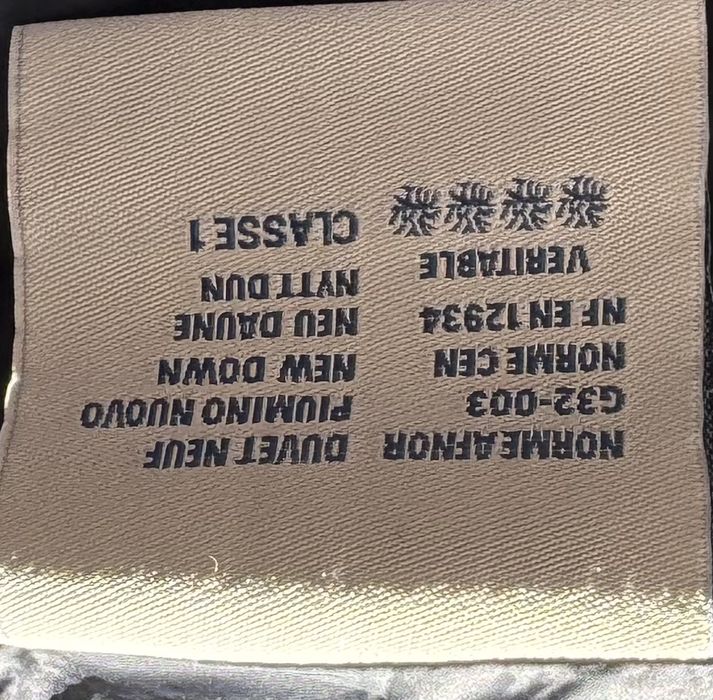 NORME AFNOR DUVET NEUF
G32-003 PIUMINO NUOVO
NORME CEN NEW DOWN
NF EN 12934 NEU DAUNE
VERITABLE NYTT DUN
CLASSE 1